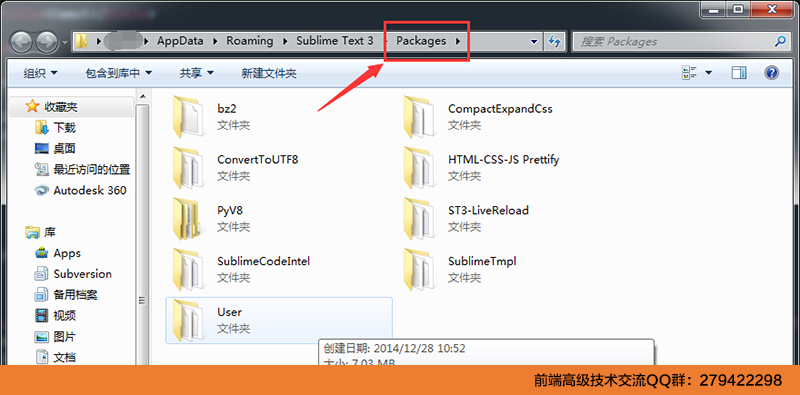 AppData Roaming Sublime Text 3 Packages
搜索 Packages
组织 包含到库中 共享 新建文件夹
收藏夹
下载
桌面
最近访问的位置
Autodesk 360
库
Apps
Subversion
备用档案
视频
图片
文档
bz2
文件夹
CompactExpandCss
文件夹
ConvertToUTF8
文件夹
HTML-CSS-JS Prettify
文件夹
PyV8
文件夹
ST3-LiveReload
文件夹
SublimeCodeIntel
文件夹
SublimeTmpl
文件夹
User
文件夹
创建日期: 2014/12/28 10:52
大小: 7.03 MB
前端高级技术交流QQ群：279422298